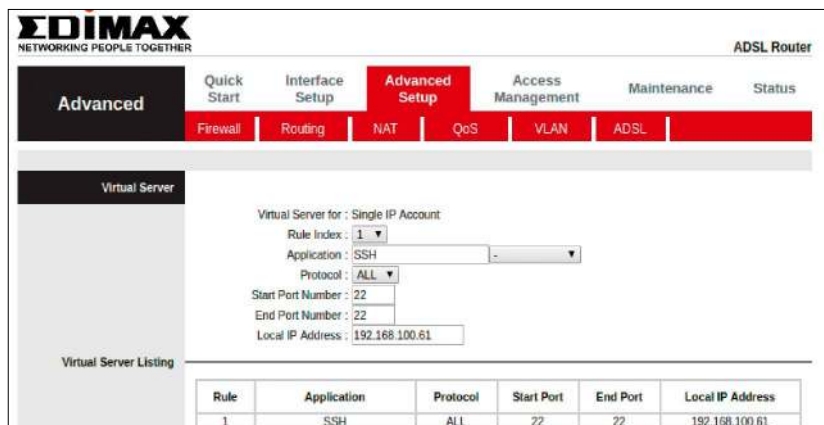 EDIMAX
NETWORKING PEOPLE TOGETHER
ADSL Router
Advanced
Quick Start
Interface Setup
Advanced Setup
Access Management
Maintenance
Status
Firewall
Routing
NAT
QoS
VLAN
ADSL
Virtual Server
Virtual Server for : Single IP Account
Rule Index : 1
Application : SSH -
Protocol : ALL
Start Port Number : 22
End Port Number : 22
Local IP Address : 192.168.100.61
Virtual Server Listing
Rule Application Protocol Start Port End Port Local IP Address
1 SSH ALL 22 22 192.168.100.61